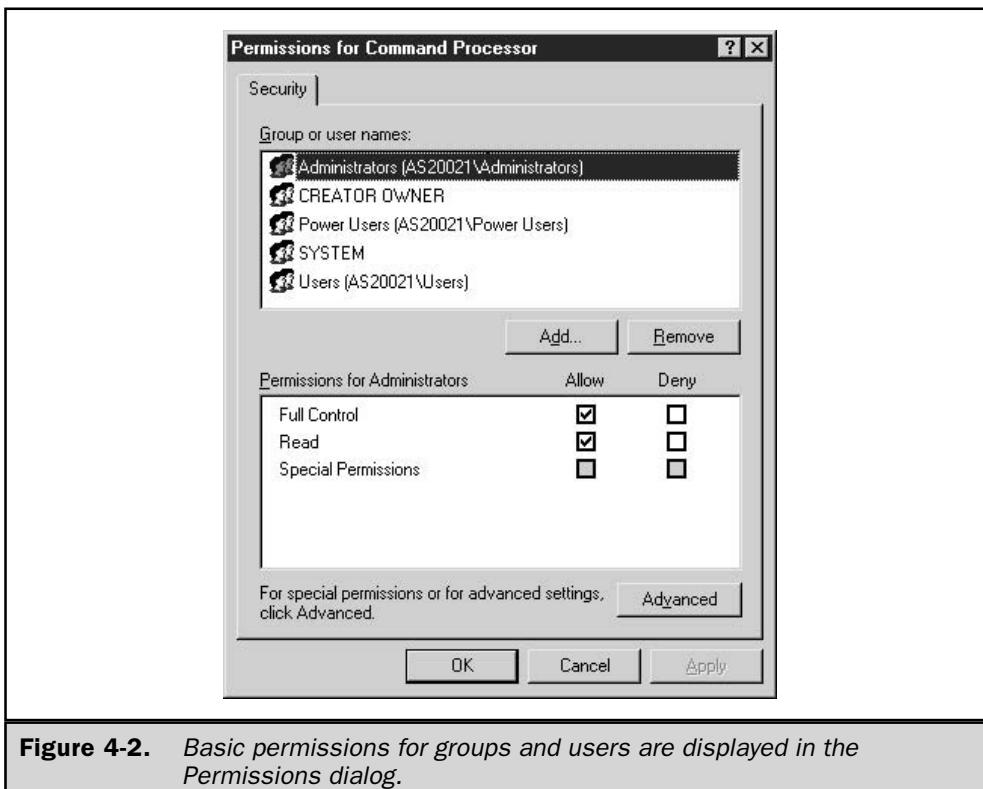 Permissions for Command Processor
Security
Group or user names:
Administrators (AS20021\Administrators)
CREATOR OWNER
Power Users (AS20021\Power Users)
SYSTEM
Users (AS20021\Users)
Add... Remove
Permissions for Administrators Allow Deny
Full Control
Read
Special Permissions
For special permissions or for advanced settings,
click Advanced.
Advanced
OK Cancel Apply
Figure 4-2. Basic permissions for groups and users are displayed in the
Permissions dialog.